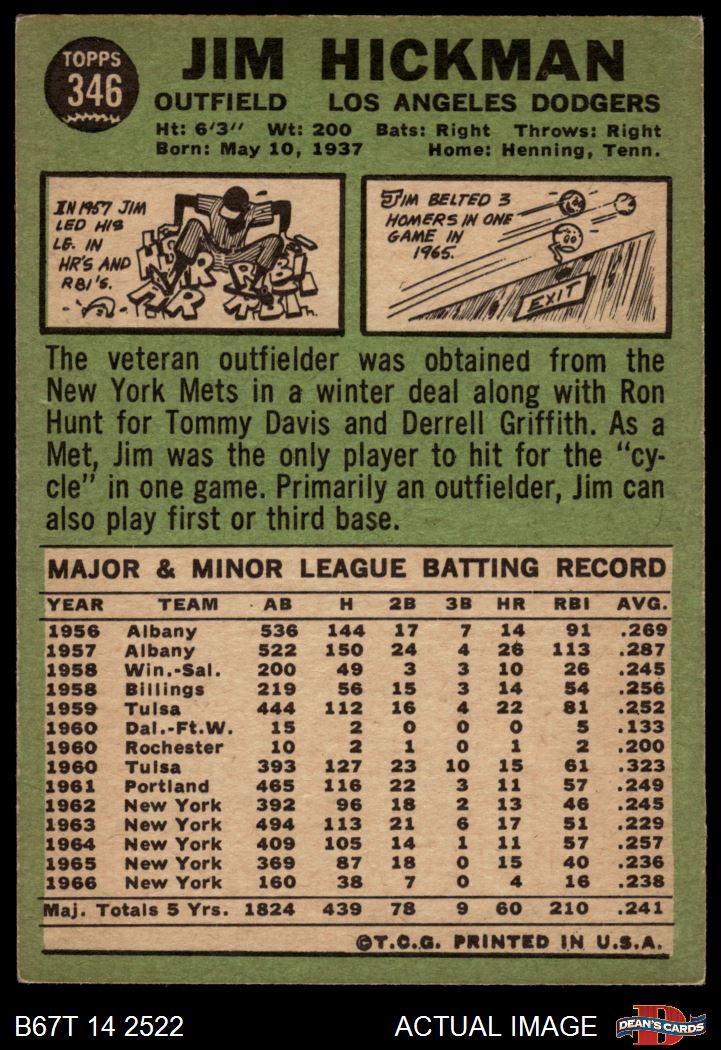 TOPPS
346
JIM HICKMAN
OUTFIELD LOS ANGELES DODGERS
Ht: 6'3" Wt: 200 Bats: Right Throws: Right
Born: May 10, 1937 Home: Henning, Tenn.
IN 1957 JIM
LED HIS
LG. IN
HR'S AND
RBI'S.
JIM BELTED 3
HOMERS IN ONE
GAME IN
1965.
EXIT
The veteran outfielder was obtained from the
New York Mets in a winter deal along with Ron
Hunt for Tommy Davis and Derrell Griffith. As a
Met, Jim was the only player to hit for the "cy-
cle" in one game. Primarily an outfielder, Jim can
also play first or third base.
MAJOR & MINOR LEAGUE BATTING RECORD
YEAR TEAM AB H 2B 3B HR RBI AVG.
1956 Albany 536 144 17 7 14 91 .269
1957 Albany 522 150 24 4 26 113 .287
1958 Win.-Sal. 200 49 3 3 10 26 .245
1958 Billings 219 56 15 3 14 54 .256
1959 Tulsa 444 112 16 4 22 81 .252
1960 Dal.-Ft.W. 15 2 0 0 0 5 .133
1960 Rochester 10 2 1 0 1 2 .200
1960 Tulsa 393 127 23 10 15 61 .323
1961 Portland 465 116 22 3 11 57 .249
1962 New York 392 96 18 2 13 46 .245
1963 New York 494 113 21 6 17 51 .229
1964 New York 409 105 14 1 11 57 .257
1965 New York 369 87 18 0 15 40 .236
1966 New York 160 38 7 0 4 16 .238
Maj. Totals 5 Yrs. 1824 439 78 9 60 210 .241
©T.C.G. PRINTED IN U.S.A.
B67T 14 2522 ACTUAL IMAGE
DEAN'S CARDS